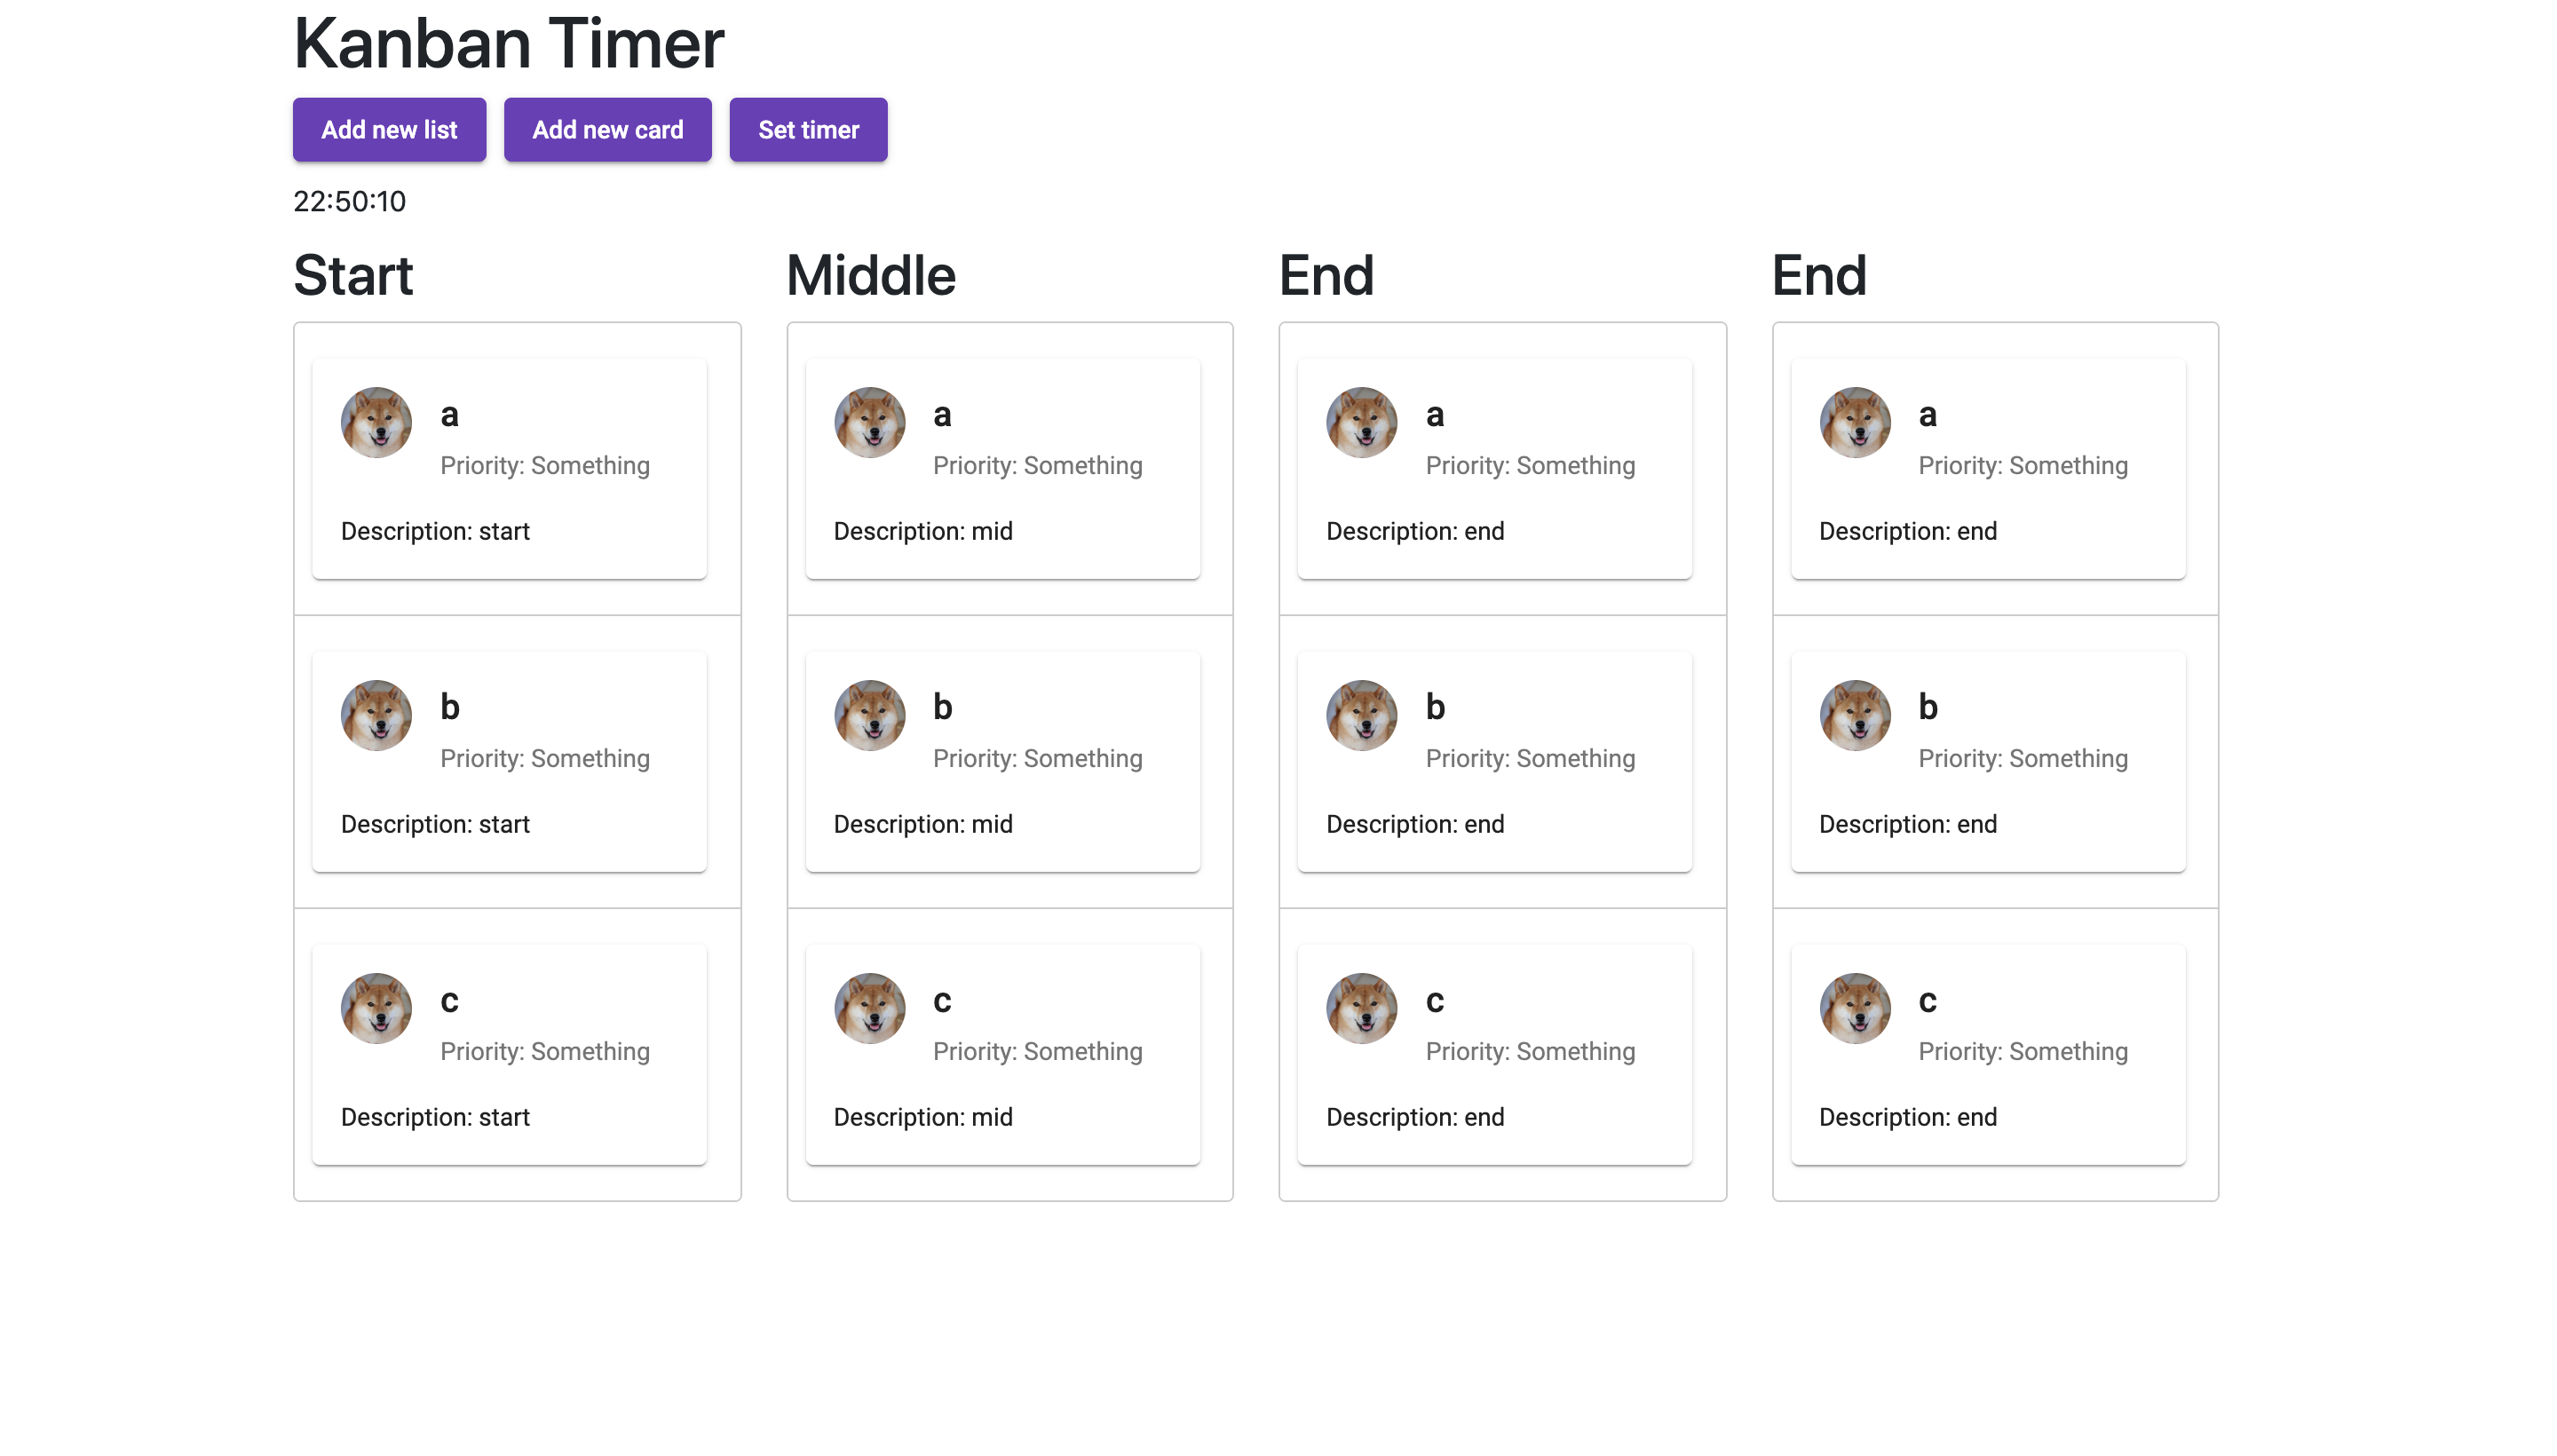 Kanban Timer
Add new list
Add new card
Set timer
22:50:10
Start
a
Priority: Something
Description: start
b
Priority: Something
Description: start
c
Priority: Something
Description: start
Middle
a
Priority: Something
Description: mid
b
Priority: Something
Description: mid
c
Priority: Something
Description: mid
End
a
Priority: Something
Description: end
b
Priority: Something
Description: end
c
Priority: Something
Description: end
End
a
Priority: Something
Description: end
b
Priority: Something
Description: end
c
Priority: Something
Description: end